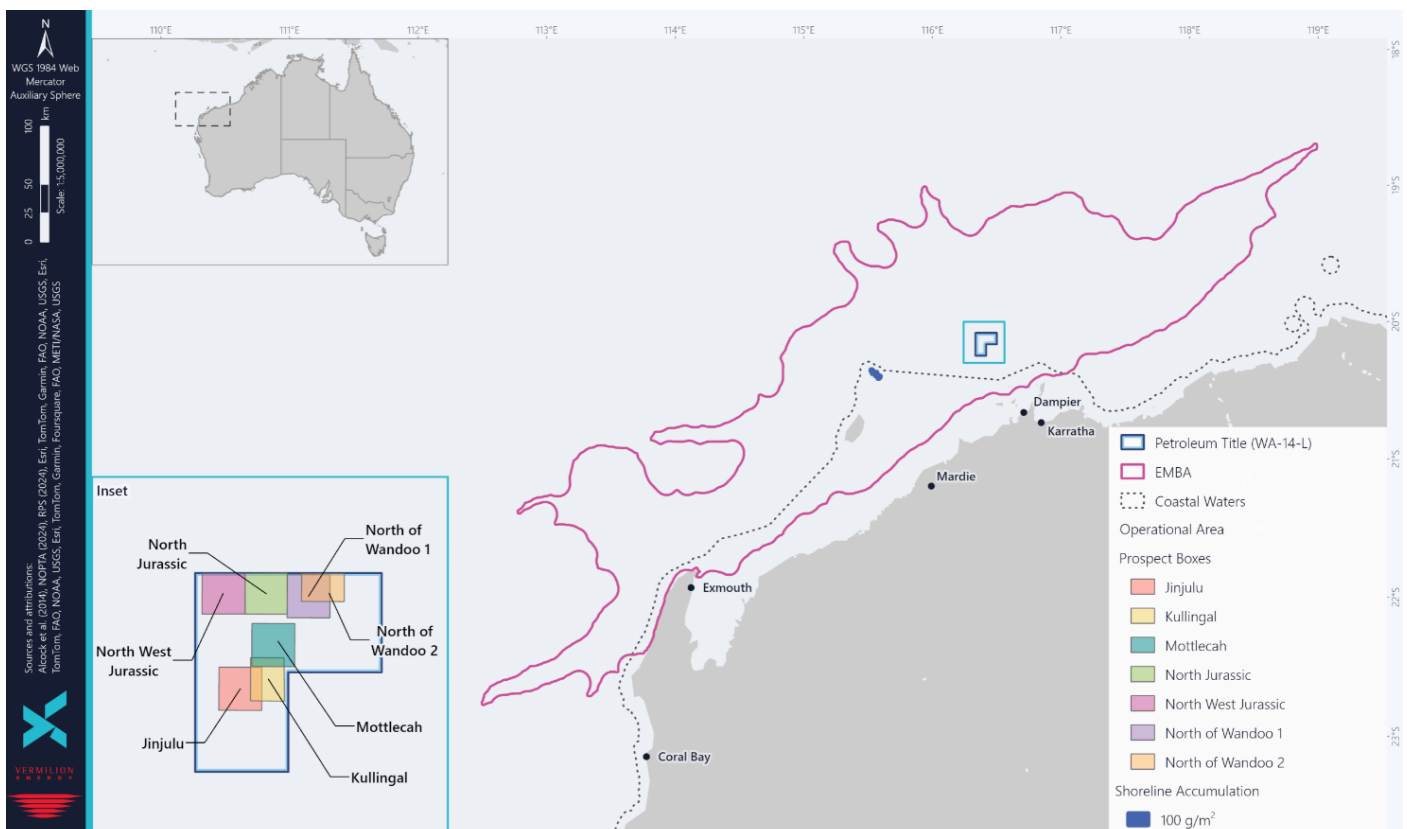 N
WGS 1984 Web
Mercator
Auxiliary Sphere
0 25 50 100
km
Scale: 1:5,000,000
Sources and attributions:
Alcock et al. (2014), NOPTA (2024), RPS (2024), Esri, TomTom, Garmin, FAO, NOAA, USGS, Esri,
TomTom, FAO, NOAA, USGS, Esri, TomTom, Garmin, Foursquare, FAO, METI/NASA, USGS
VERMILION
ENERGY
110°E 111°E 112°E 113°E 114°E 115°E 116°E 117°E 118°E 119°E
18°S
19°S
20°S
21°S
22°S
23°S
Dampier
Karratha
Mardie
Exmouth
Coral Bay
Inset
North
Jurassic
North of
Wandoo 1
North West
Jurassic
North of
Wandoo 2
Jinjulu
Mottlecah
Kullingal
Petroleum Title (WA-14-L)
EMBA
Coastal Waters
Operational Area
Prospect Boxes
Jinjulu
Kullingal
Mottlecah
North Jurassic
North West Jurassic
North of Wandoo 1
North of Wandoo 2
Shoreline Accumulation
100 g/m²